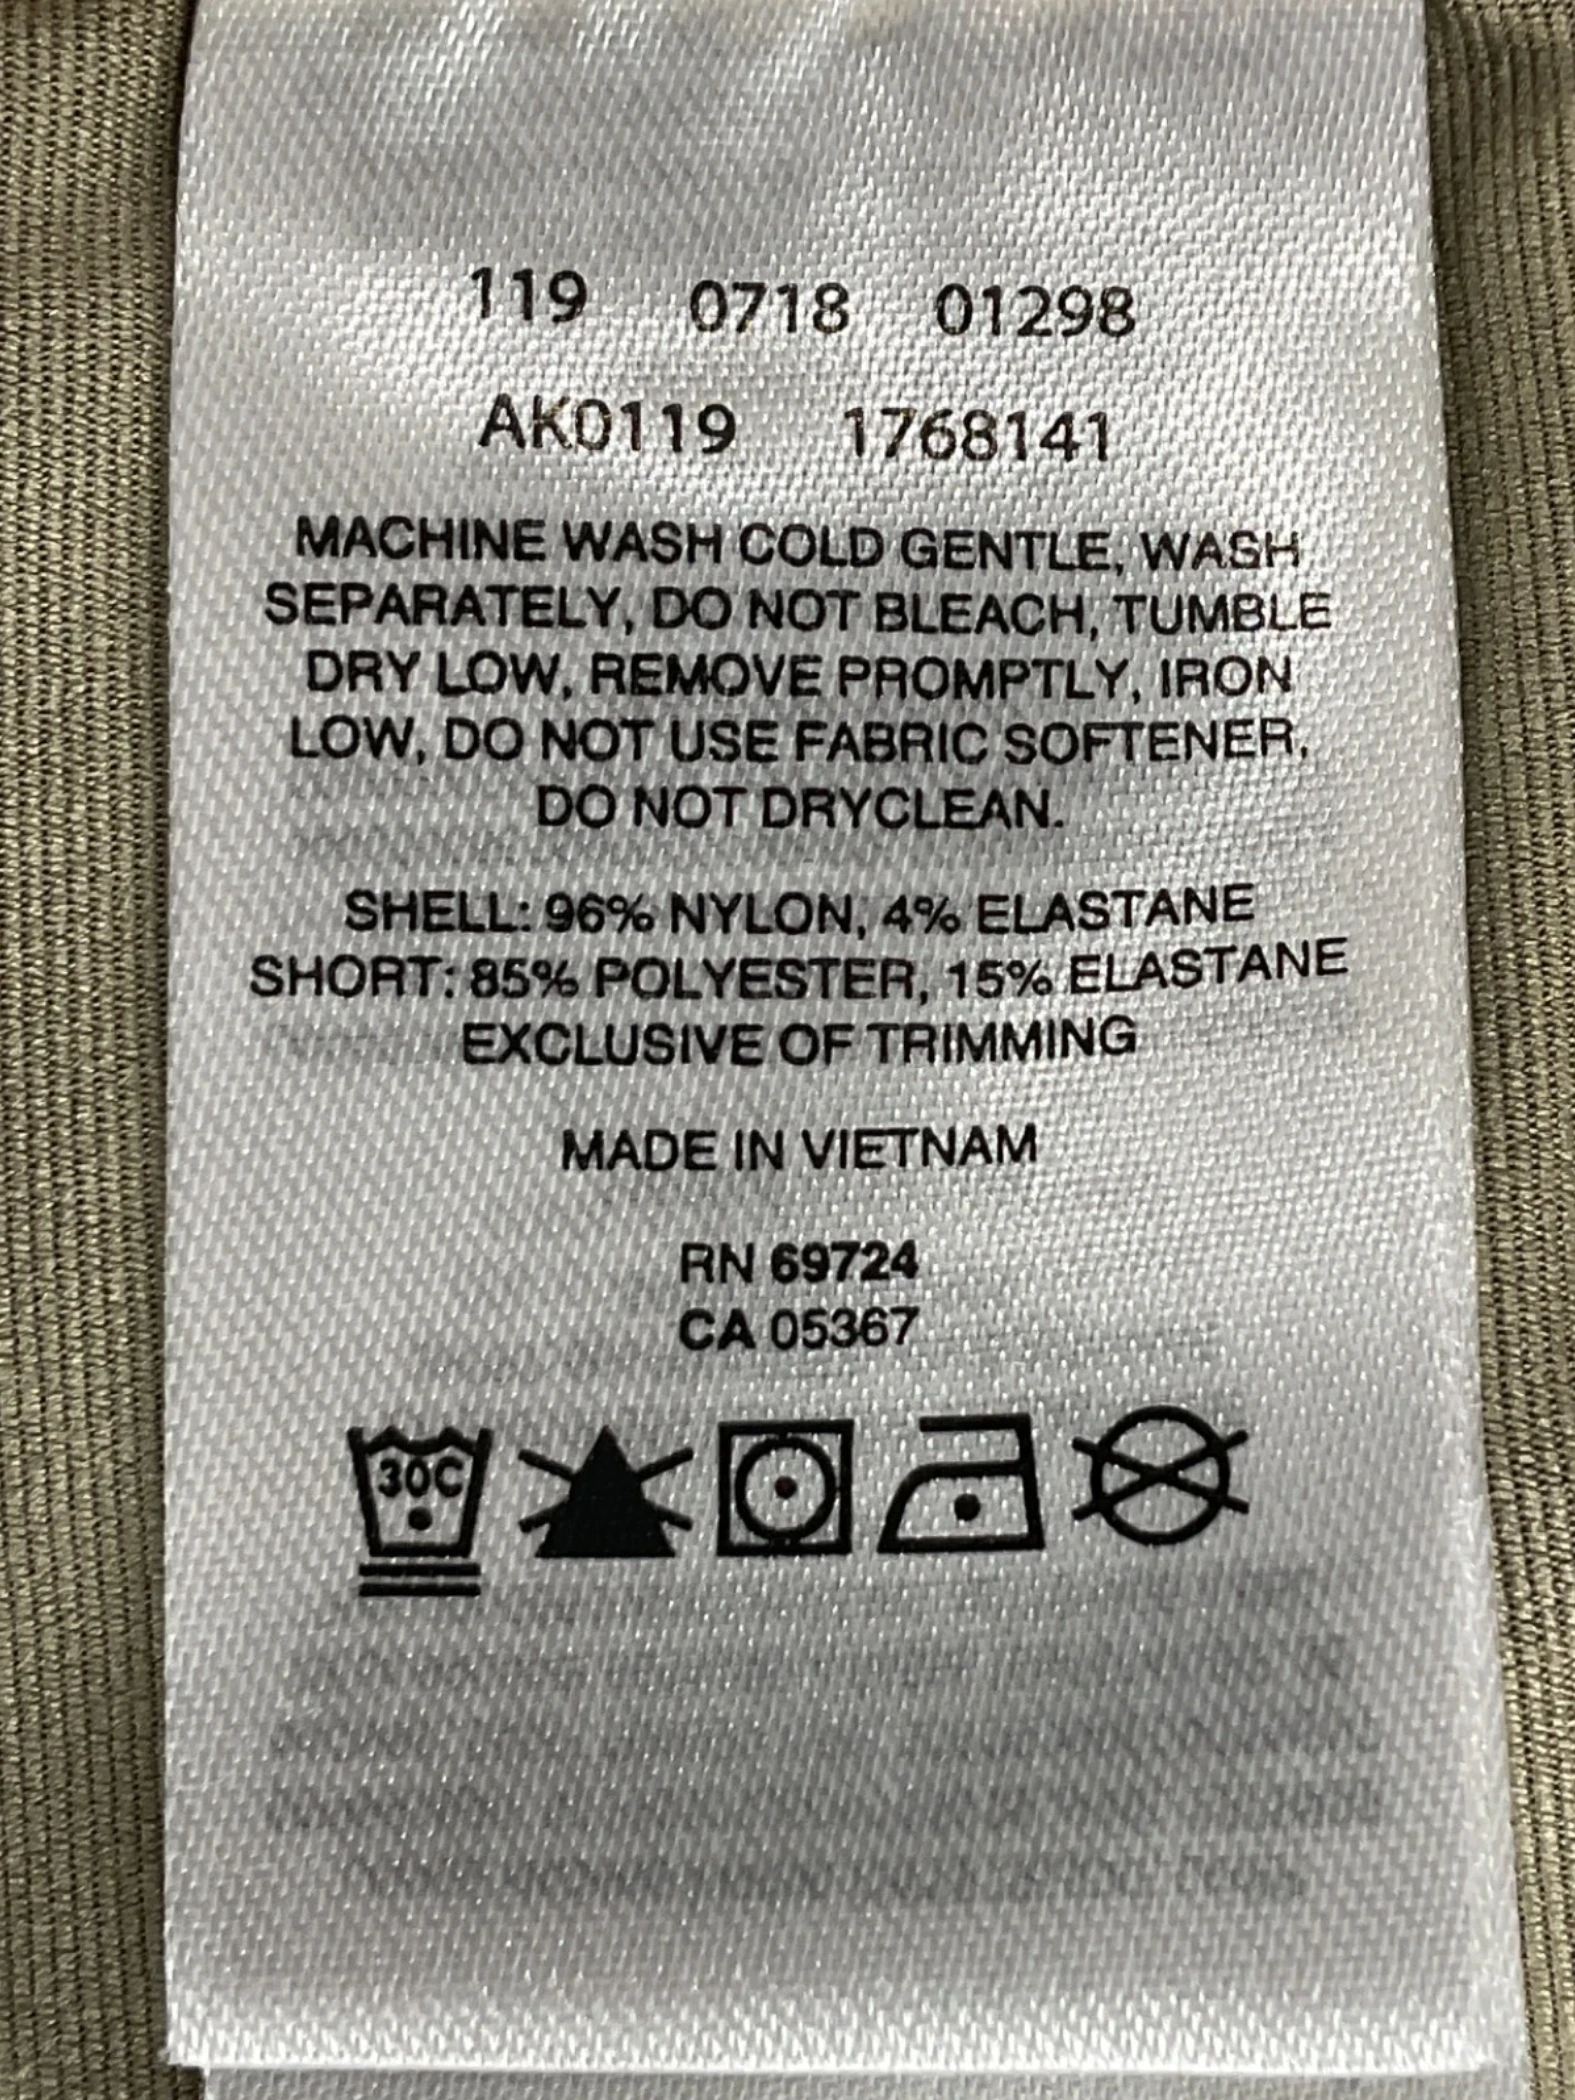 119 0718 01298
AK0119 1768141
MACHINE WASH COLD GENTLE, WASH
SEPARATELY, DO NOT BLEACH, TUMBLE
DRY LOW, REMOVE PROMPTLY, IRON
LOW, DO NOT USE FABRIC SOFTENER,
DO NOT DRYCLEAN.
SHELL: 96% NYLON, 4% ELASTANE
SHORT: 85% POLYESTER, 15% ELASTANE
EXCLUSIVE OF TRIMMING
MADE IN VIETNAM
RN 69724
CA 05367
30C